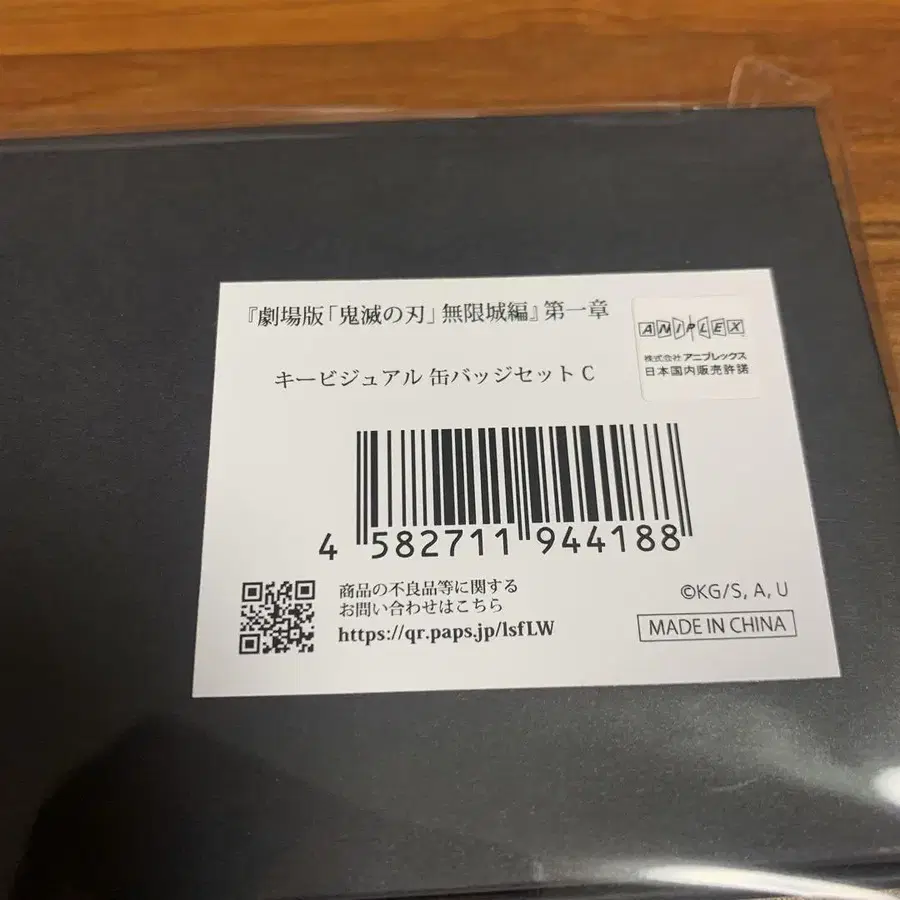 『劇場版「鬼滅の刃」無限城編』第一章
キービジュアル 缶バッジセット C
ANIPLEX
株式会社 アニプレックス
日本国内販売許諾
4 582711 944188
商品の不良品等に関する
お問い合わせはこちら
https://qr.paps.jp/lsfLW
©KG/S, A, U
MADE IN CHINA